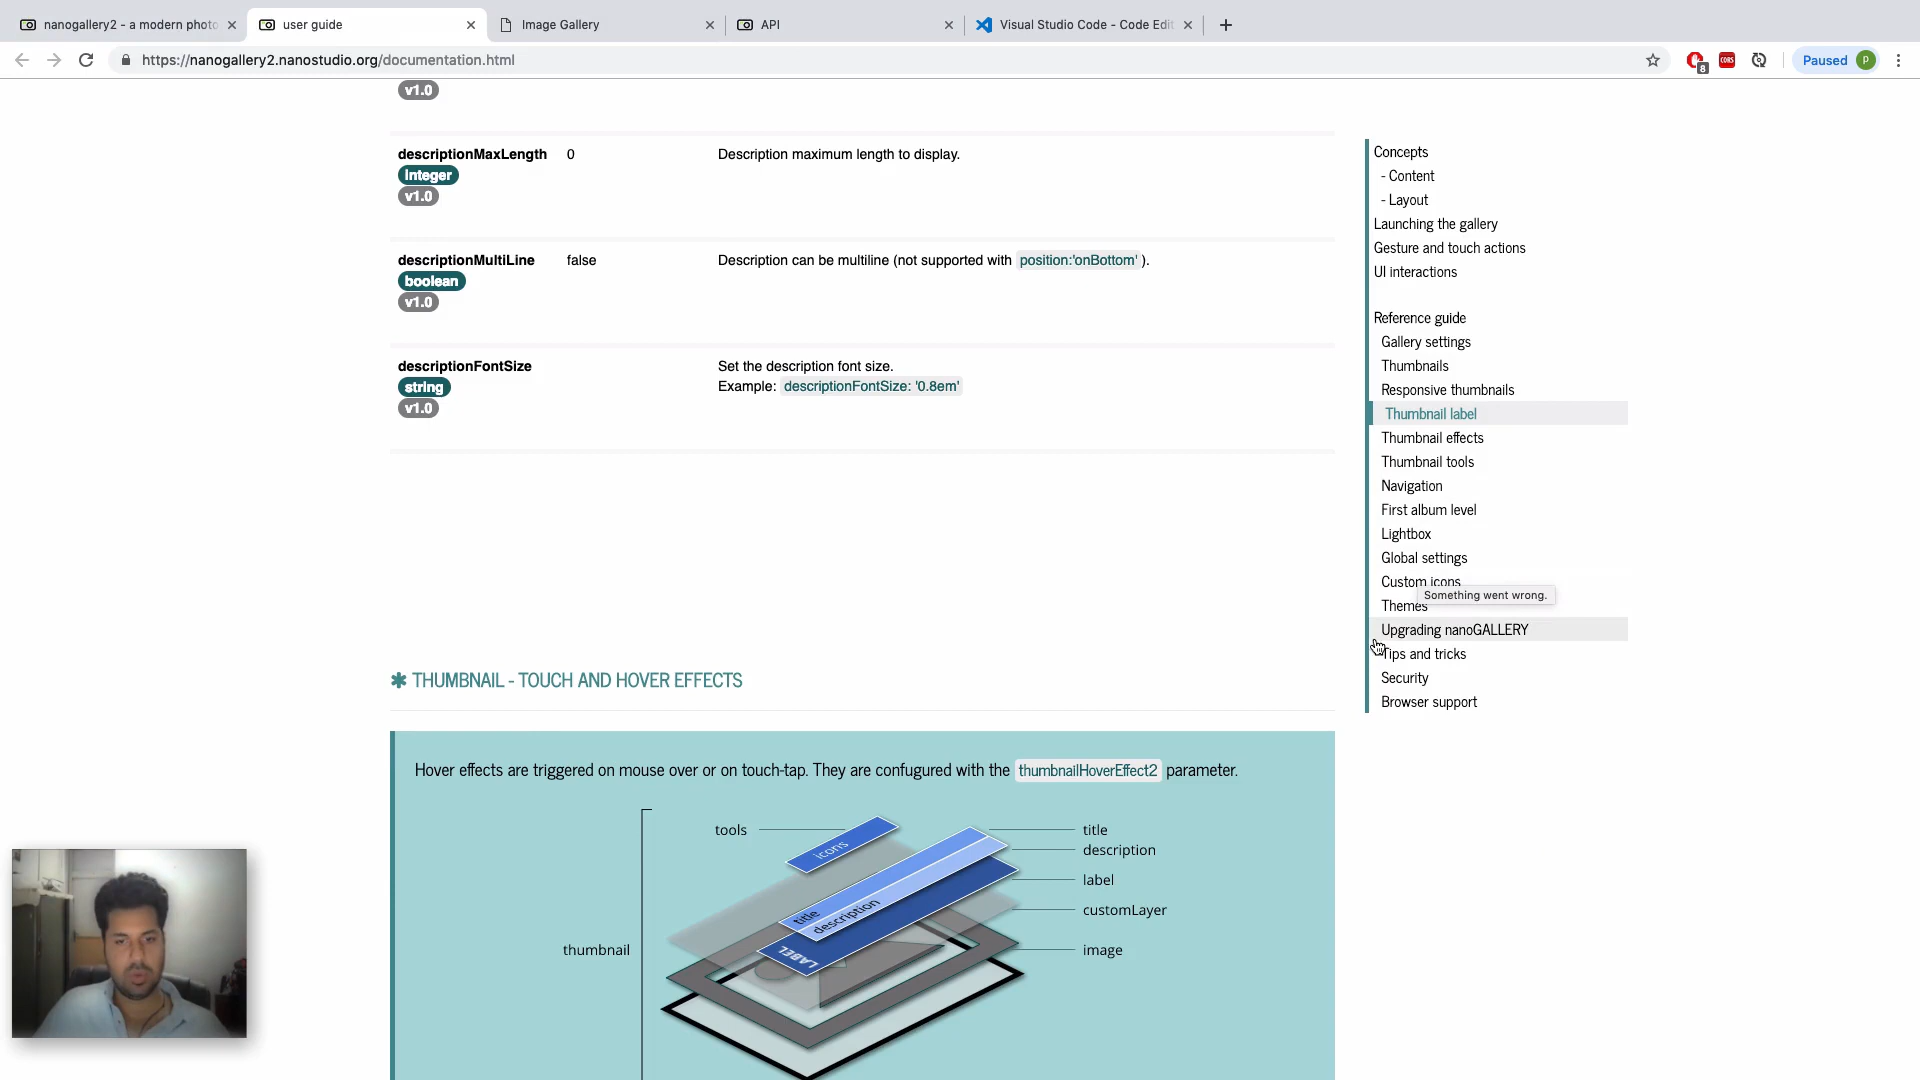 nanogallery2 - a modern photo
user guide
Image Gallery
API
Visual Studio Code - Code Edit
https://nanogallery2.nanostudio.org/documentation.html
8
CORS
Paused
P
v1.0
descriptionMaxLength 0 Description maximum length to display.
Integer
v1.0
descriptionMultiLine false Description can be multiline (not supported with position:'onBottom' ).
boolean
v1.0
descriptionFontSize Set the description font size.
string Example: descriptionFontSize: '0.8em'
v1.0
✱ THUMBNAIL - TOUCH AND HOVER EFFECTS
Hover effects are triggered on mouse over or on touch-tap. They are confugured with the thumbnailHoverEffect2 parameter.
tools
icons
title
description
label
customLayer
image
thumbnail
title
description
LABEL
Concepts
- Content
- Layout
Launching the gallery
Gesture and touch actions
UI interactions
Reference guide
Gallery settings
Thumbnails
Responsive thumbnails
Thumbnail label
Thumbnail effects
Thumbnail tools
Navigation
First album level
Lightbox
Global settings
Custom icons
Something went wrong.
Themes
Upgrading nanoGALLERY
Tips and tricks
Security
Browser support